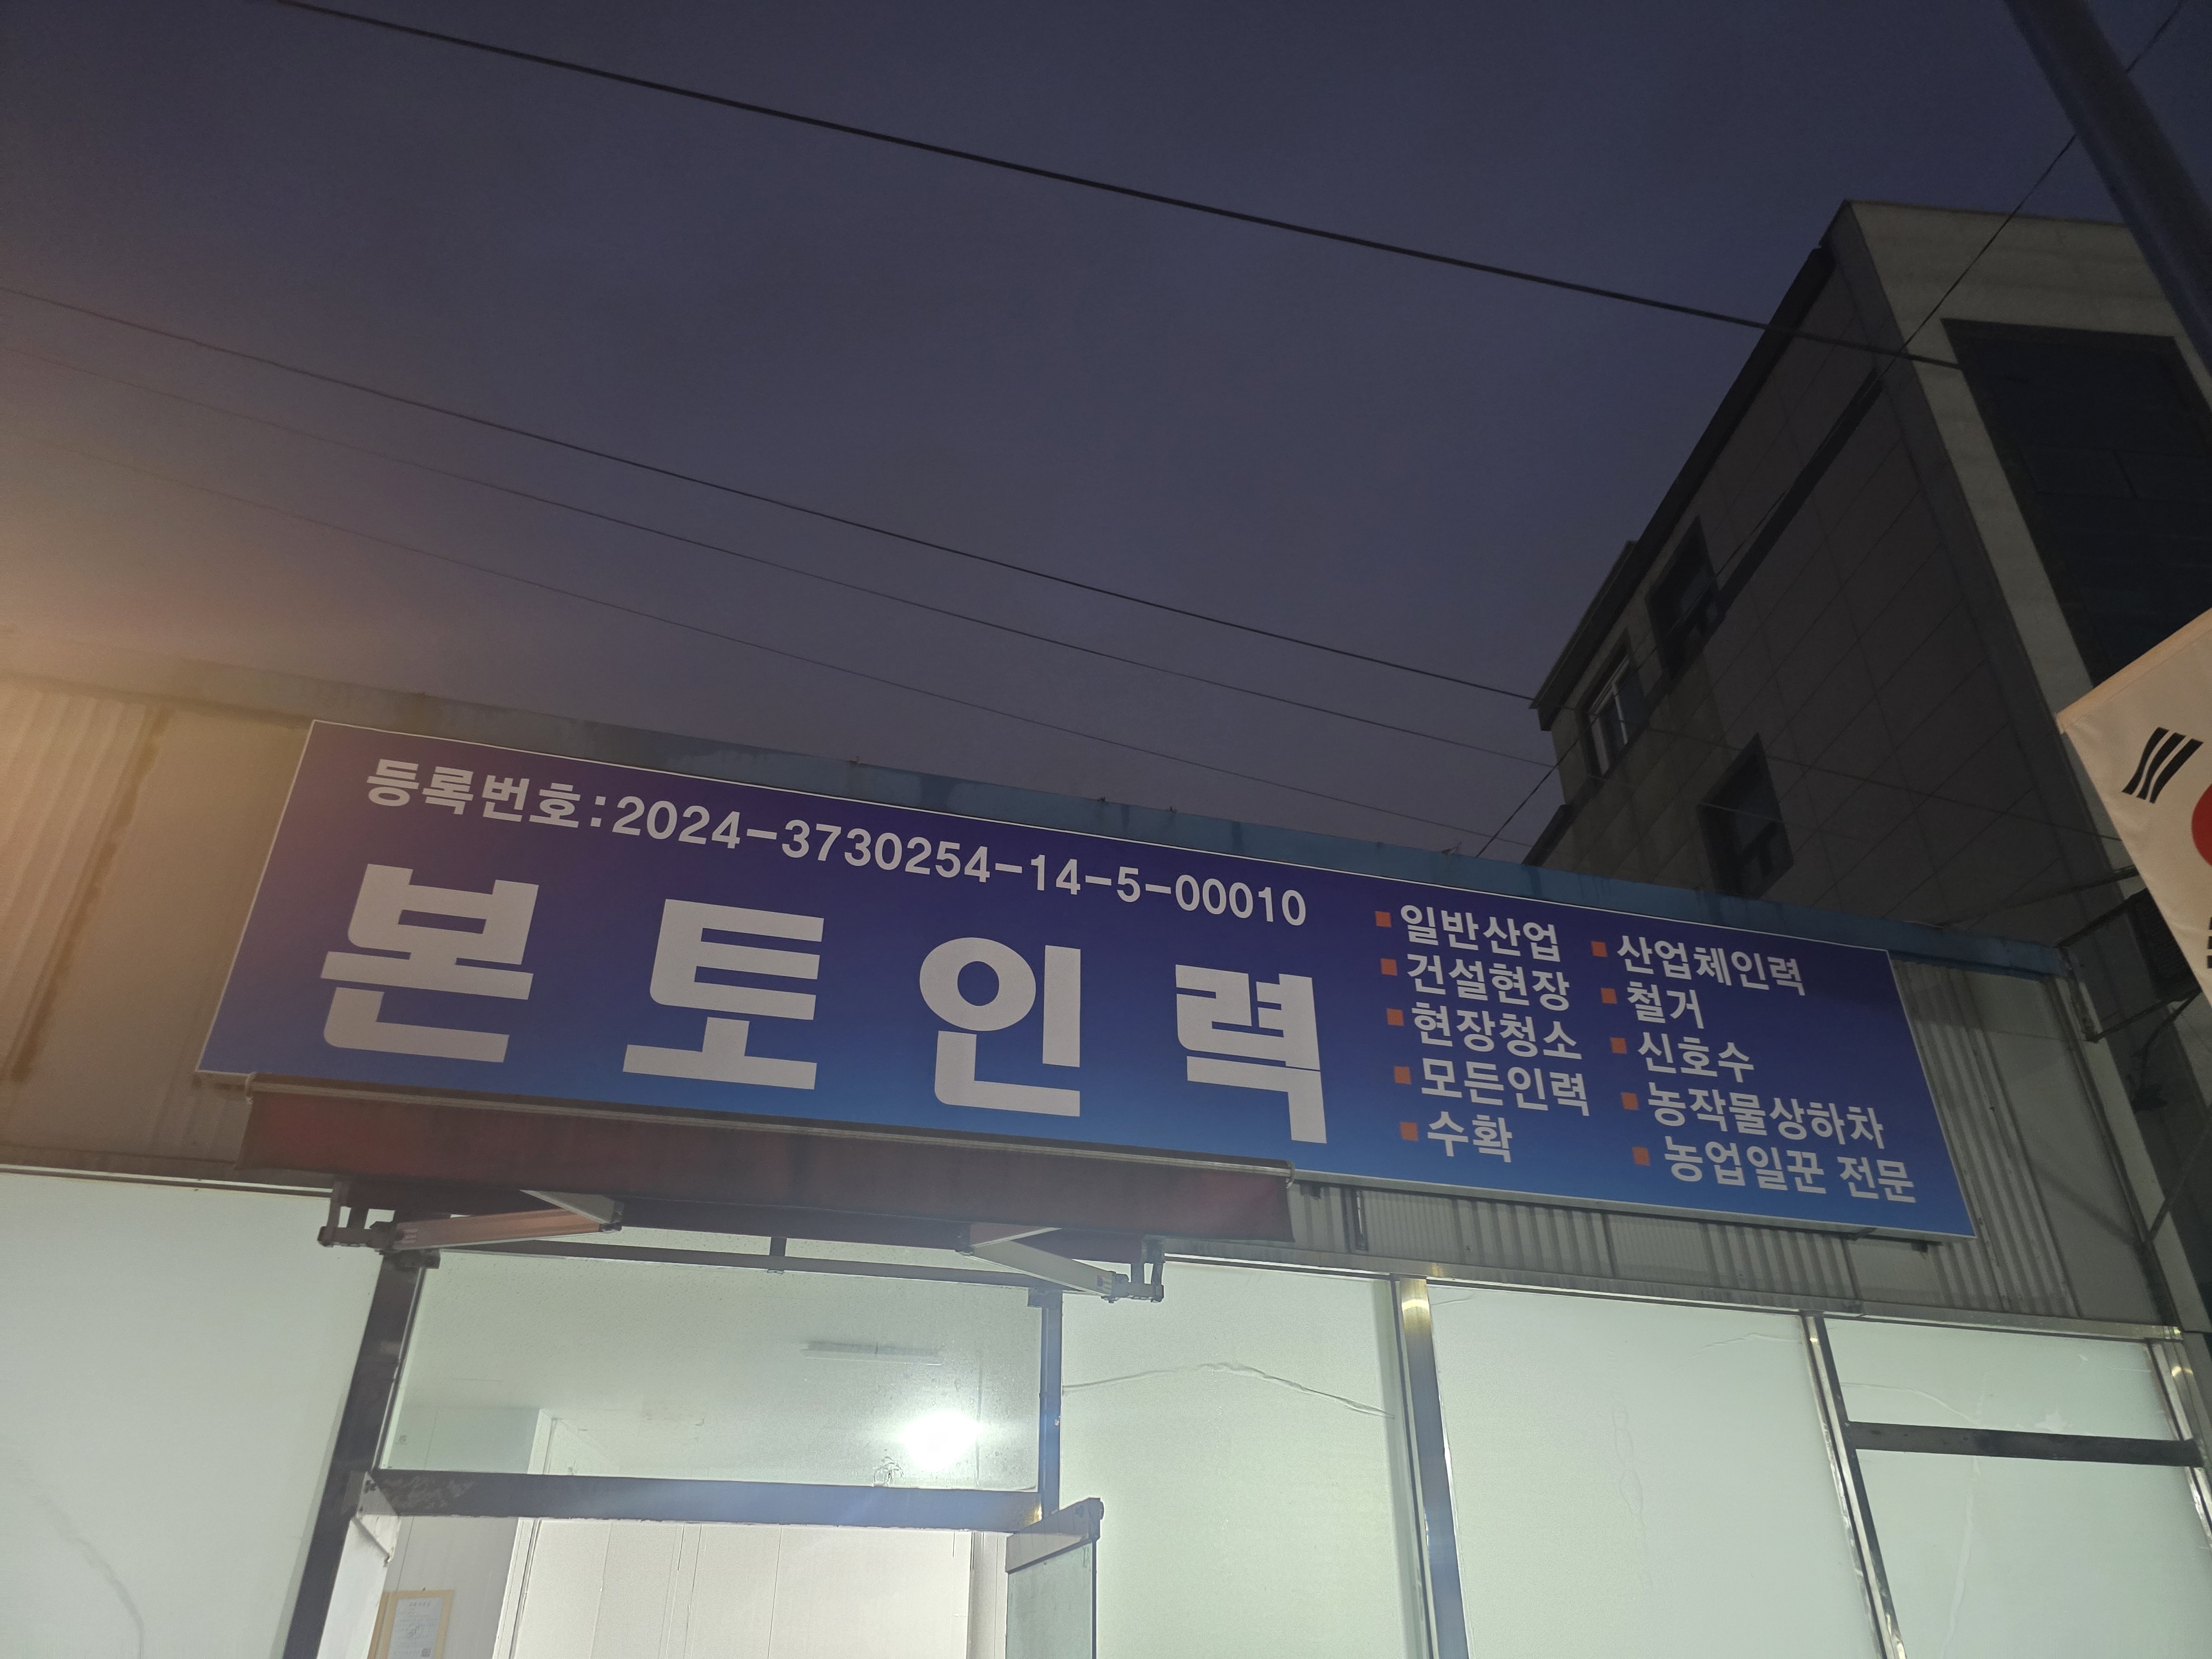 등록번호:2024-3730254-14-5-00010
본토인력
일반산업
건설현장
현장청소
모든인력
수확
산업체인력
철거
신호수
농작물상하차
농업일꾼 전문